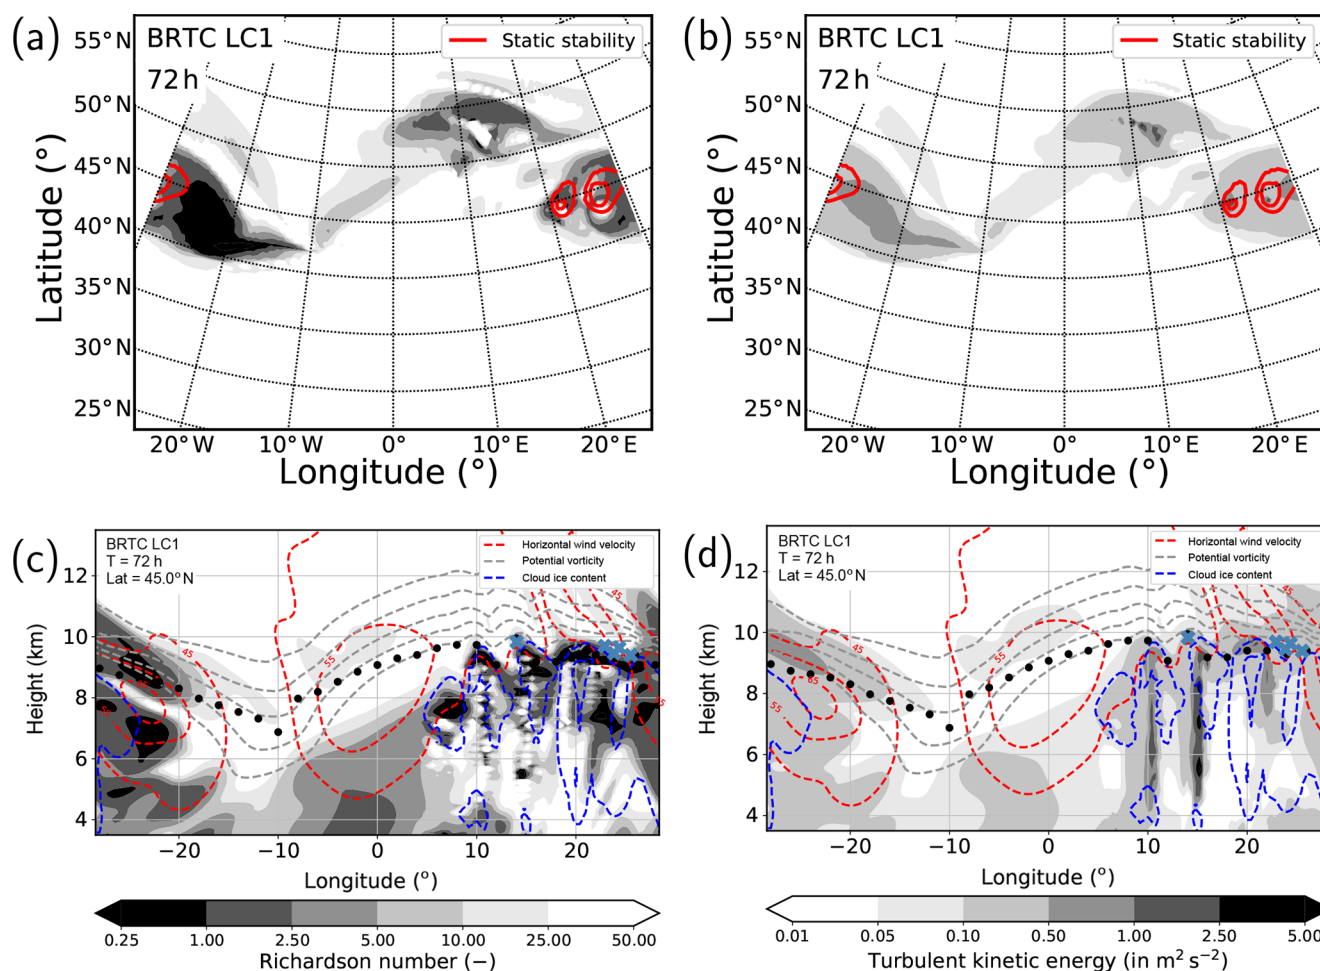 (a)
BRTC LC1
72 h
Static stability
55°N
50°N
45°N
40°N
35°N
30°N
25°N
Latitude (°)
20°W 10°W 0° 10°E 20°E
Longitude (°)
(b)
BRTC LC1
72 h
Static stability
55°N
50°N
45°N
40°N
35°N
30°N
25°N
Latitude (°)
20°W 10°W 0° 10°E 20°E
Longitude (°)
(c)
BRTC LC1
T = 72 h
Lat = 45.0°N
Horizontal wind velocity
Potential vorticity
Cloud ice content
45
55
55
45
12
10
8
6
4
Height (km)
−20 −10 0 10 20
Longitude (°)
0.25 1.00 2.50 5.00 10.00 25.00 50.00
Richardson number (−)
(d)
BRTC LC1
T = 72 h
Lat = 45.0°N
Horizontal wind velocity
Potential vorticity
Cloud ice content
45
65
55
55
45
12
10
8
6
4
Height (km)
−20 −10 0 10 20
Longitude (°)
0.01 0.05 0.10 0.50 1.00 2.50 5.00
Turbulent kinetic energy (in m² s⁻²)